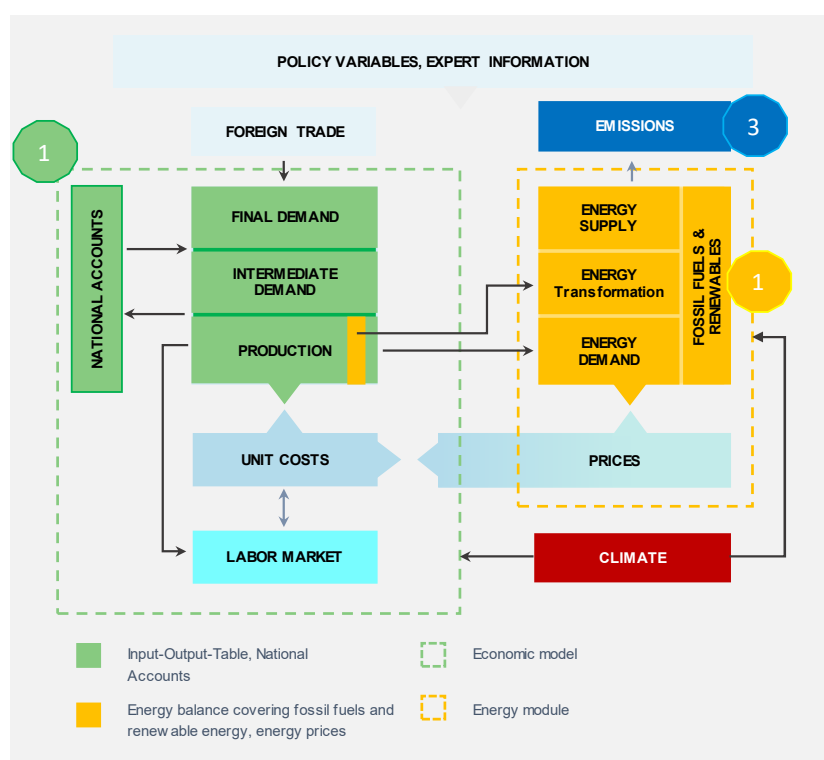 POLICY VARIABLES, EXPERT INFORMATION
FOREIGN TRADE
EMISSIONS
3
1
NATIONAL ACCOUNTS
FINAL DEMAND
INTERMEDIATE
DEMAND
PRODUCTION
ENERGY
SUPPLY
ENERGY
Transformation
ENERGY
DEMAND
FOSSIL FUELS &
RENEWABLES
1
UNIT COSTS
PRICES
LABOR MARKET
CLIMATE
Input-Output-Table, National
Accounts
Economic model
Energy balance covering fossil fuels and
renewable energy, energy prices
Energy module